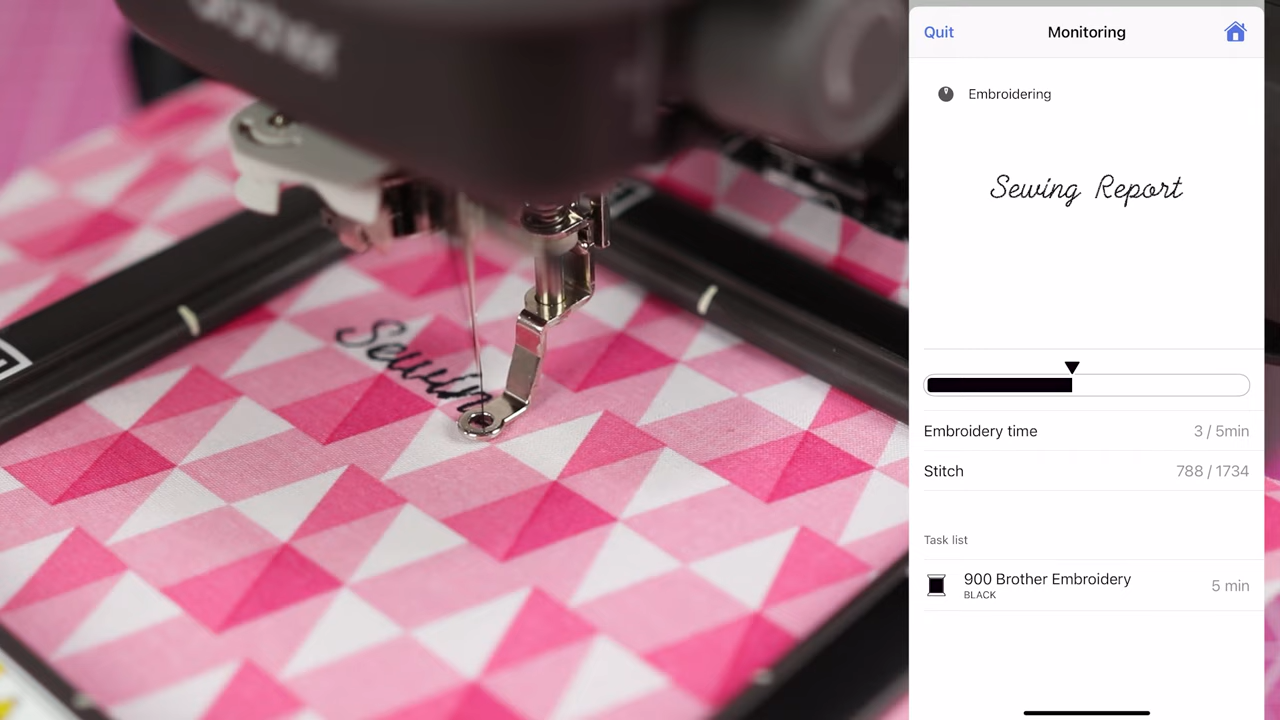 Sewin
Quit
Monitoring
Embroidering
Sewing Report
Embroidery time
3 / 5min
Stitch
788 / 1734
Task list
900 Brother Embroidery
5 min
BLACK